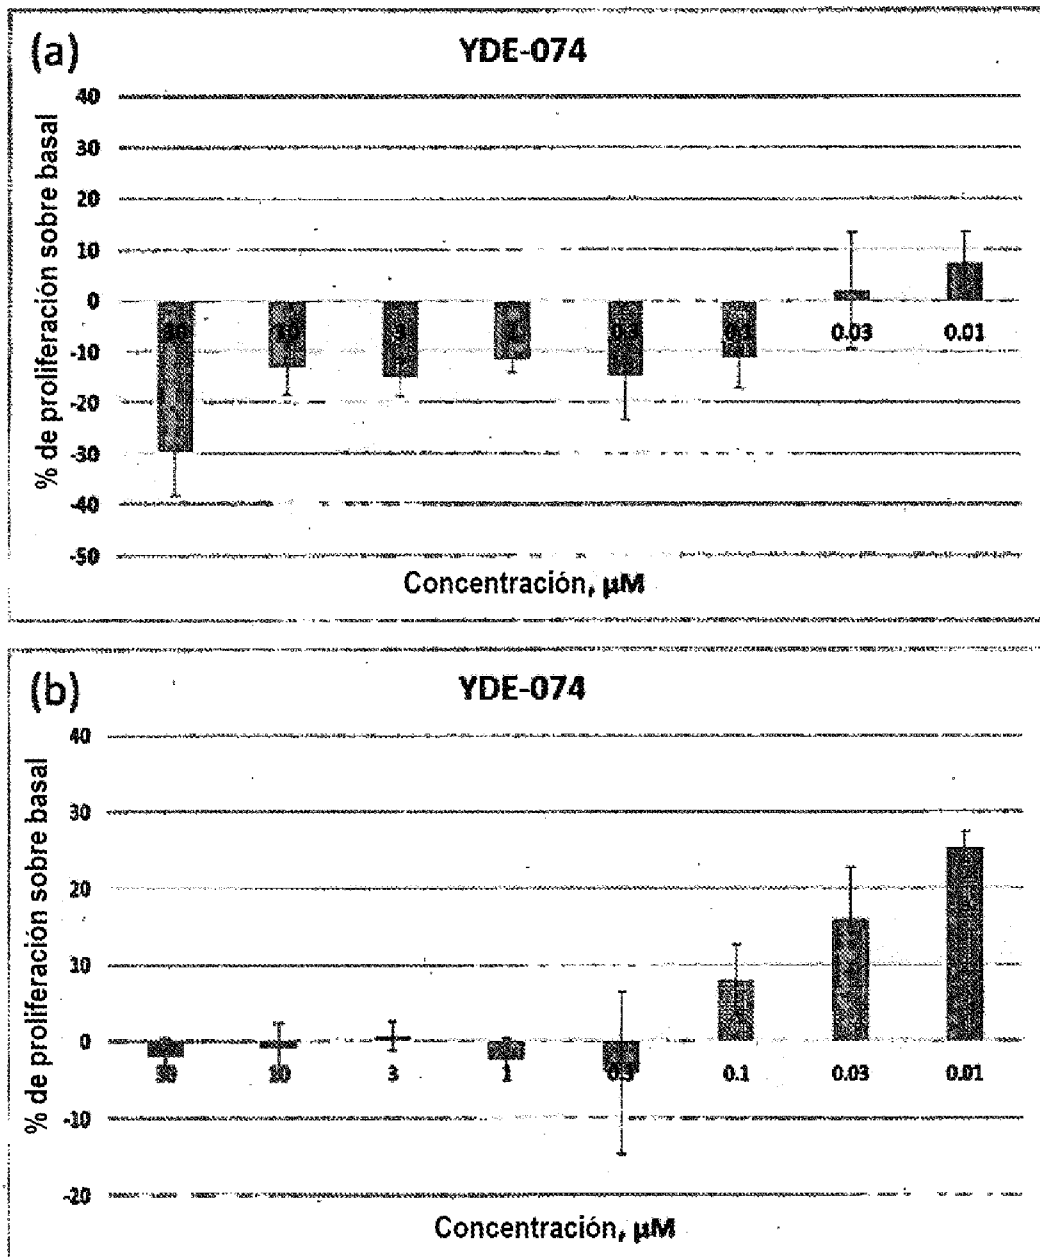 (a)
YDE-074
% de proliferación sobre basal
40
30
20
10
0
-10
-20
-30
-40
-50
30 10 3 1 0.3 0.1 0.03 0.01
Concentración, µM
(b)
YDE-074
% de proliferación sobre basal
40
30
20
10
0
-10
-20
30 10 3 1 0.3 0.1 0.03 0.01
Concentración, µM